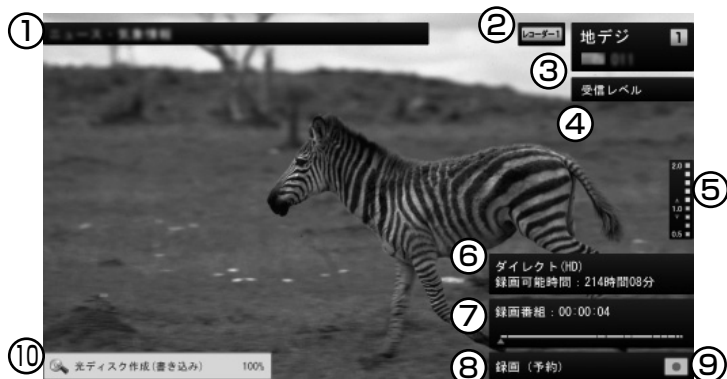 ① ニュース・気象情報
② レコーダー1
地デジ 1
011
③
受信レベル
④
2.0
1.0
0.5
⑤
⑥ ダイレクト(HD)
録画可能時間：214時間08分
⑦ 録画番組：00:00:04
⑧ 録画（予約）
⑨
⑩ 光ディスク作成(書き込み) 100%